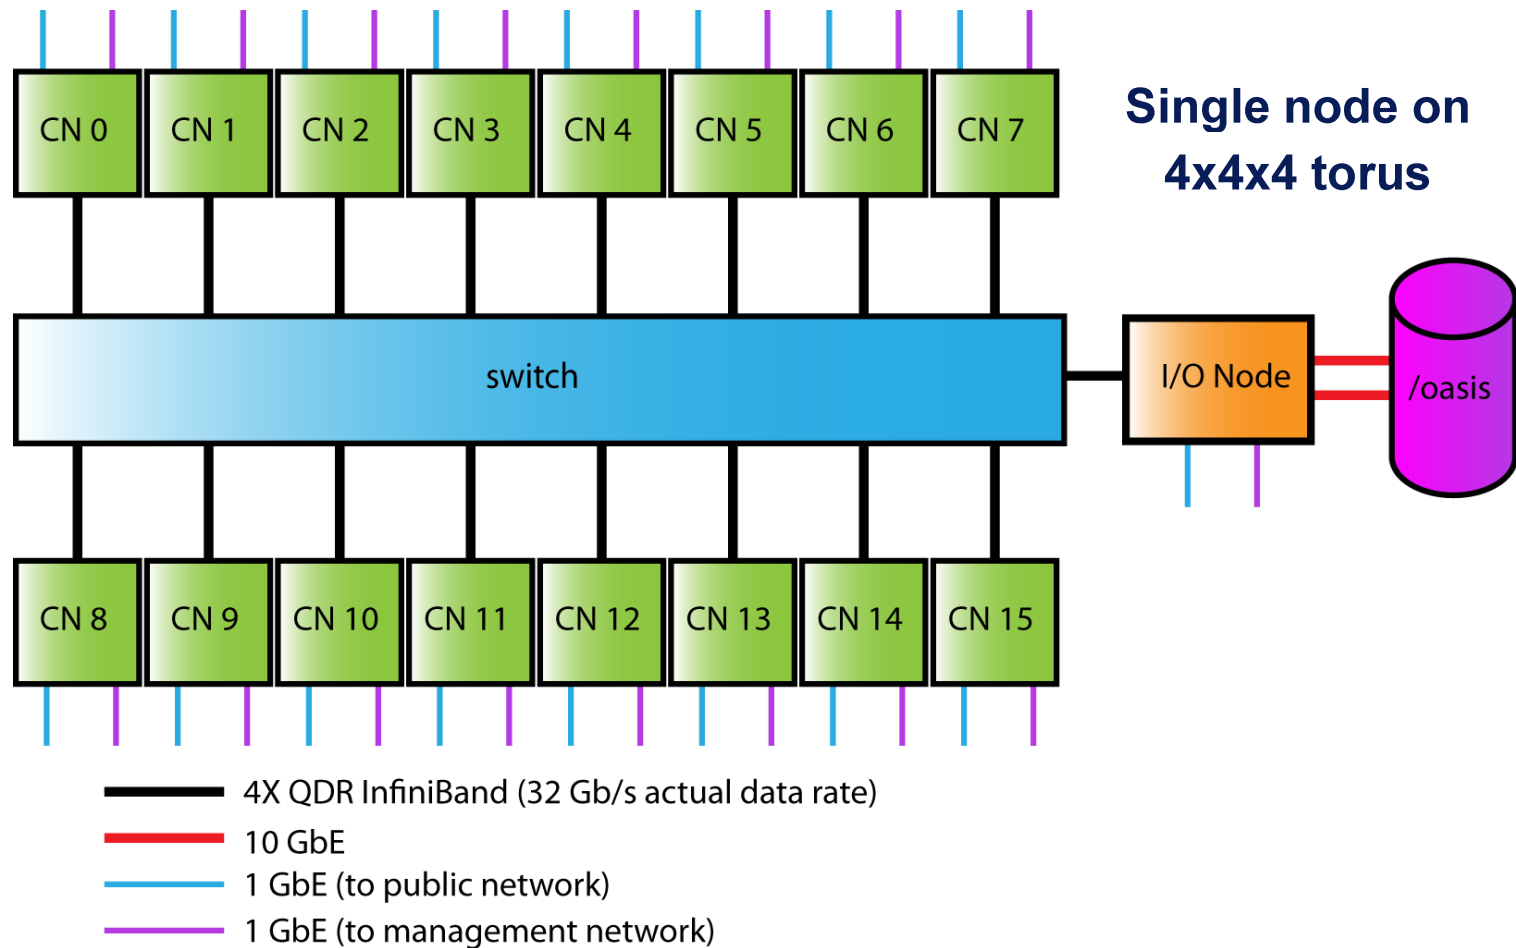 CN 0
CN 1
CN 2
CN 3
CN 4
CN 5
CN 6
CN 7
Single node on
4x4x4 torus
switch
I/O Node
/oasis
CN 8
CN 9
CN 10
CN 11
CN 12
CN 13
CN 14
CN 15
4X QDR InfiniBand (32 Gb/s actual data rate)
10 GbE
1 GbE (to public network)
1 GbE (to management network)